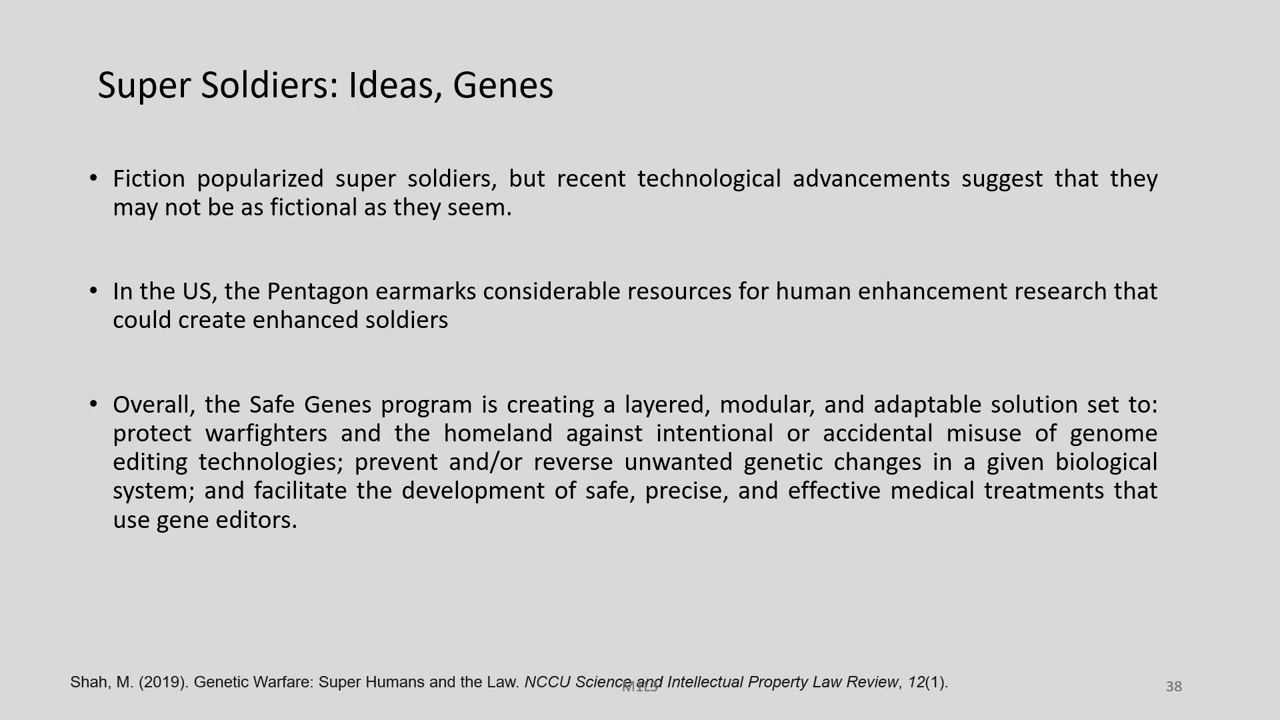 Super Soldiers: Ideas, Genes
• Fiction popularized super soldiers, but recent technological advancements suggest that they
may not be as fictional as they seem.
• In the US, the Pentagon earmarks considerable resources for human enhancement research that
could create enhanced soldiers
• Overall, the Safe Genes program is creating a layered, modular, and adaptable solution set to:
protect warfighters and the homeland against intentional or accidental misuse of genome
editing technologies; prevent and/or reverse unwanted genetic changes in a given biological
system; and facilitate the development of safe, precise, and effective medical treatments that
use gene editors.
Shah, M. (2019). Genetic Warfare: Super Humans and the Law. NCCU Science and Intellectual Property Law Review, 12(1).
38